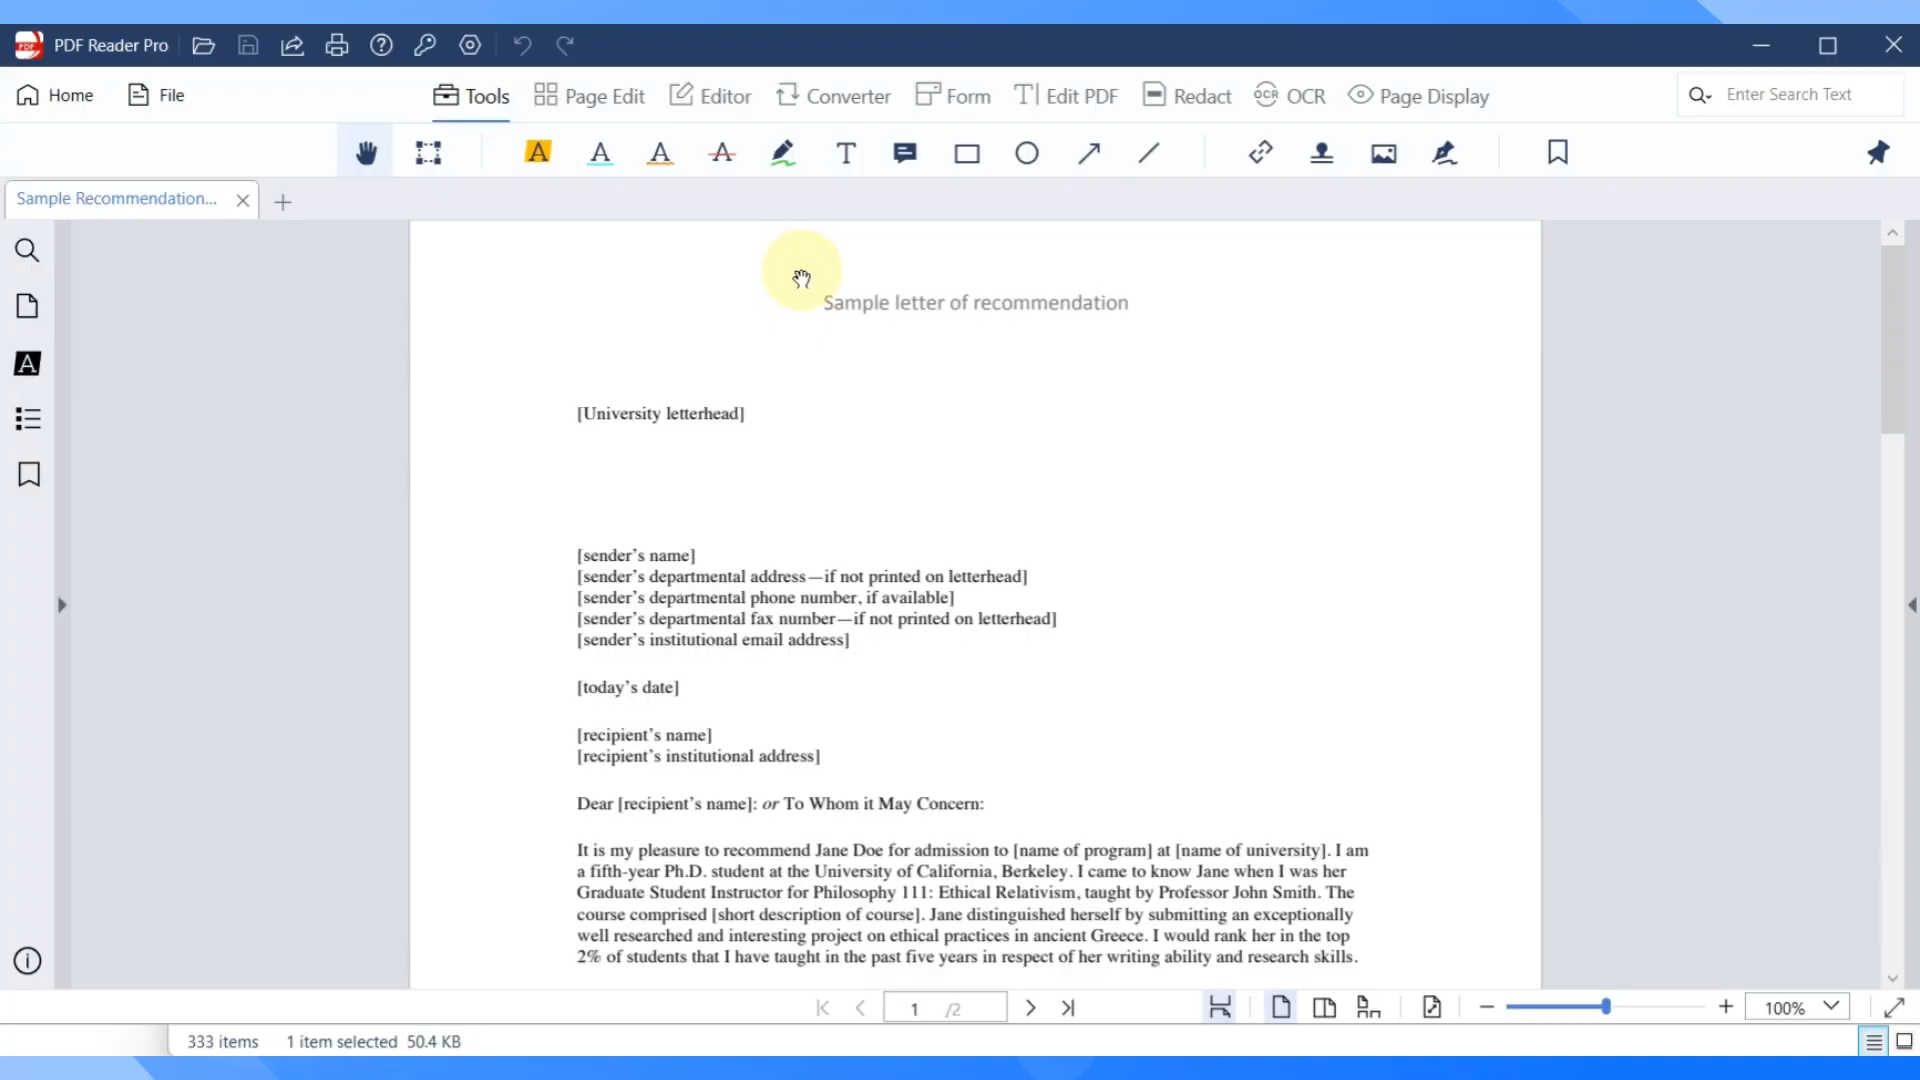 PDF Reader Pro
Home File Tools Page Edit Editor Converter Form Edit PDF Redact OCR Page Display Enter Search Text
Sample Recommendation...
Sample letter of recommendation
[University letterhead]
[sender’s name]
[sender’s departmental address—if not printed on letterhead]
[sender’s departmental phone number, if available]
[sender’s departmental fax number—if not printed on letterhead]
[sender’s institutional email address]
[today’s date]
[recipient’s name]
[recipient’s institutional address]
Dear [recipient’s name]: or To Whom it May Concern:
It is my pleasure to recommend Jane Doe for admission to [name of program] at [name of university]. I am
a fifth-year Ph.D. student at the University of California, Berkeley. I came to know Jane when I was her
Graduate Student Instructor for Philosophy 111: Ethical Relativism, taught by Professor John Smith. The
course comprised [short description of course]. Jane distinguished herself by submitting an exceptionally
well researched and interesting project on ethical practices in ancient Greece. I would rank her in the top
2% of students that I have taught in the past five years in respect of her writing ability and research skills.
1 /2 100%
333 items 1 item selected 50.4 KB